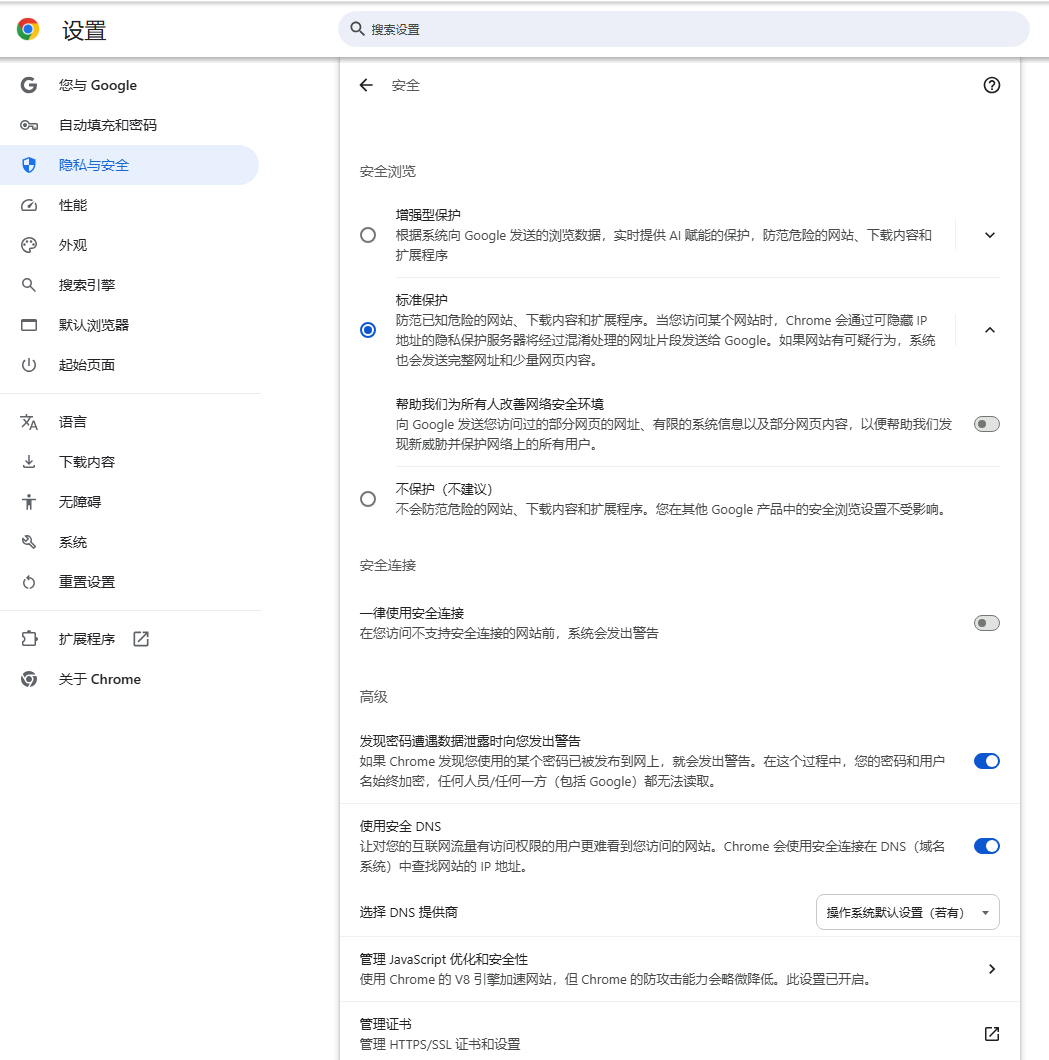 设置
搜索设置
您与 Google
自动填充和密码
隐私与安全
性能
外观
搜索引擎
默认浏览器
起始页面
语言
下载内容
无障碍
系统
重置设置
扩展程序
关于 Chrome
安全
安全浏览
增强型保护
根据系统向 Google 发送的浏览数据，实时提供 AI 赋能的保护，防范危险的网站、下载内容和
扩展程序
标准保护
防范已知危险的网站、下载内容和扩展程序。当您访问某个网站时，Chrome 会通过可隐藏 IP
地址的隐私保护服务器将经过混淆处理的网址片段发送给 Google。如果网站有可疑行为，系统
也会发送完整网址和少量网页内容。
帮助我们为所有人改善网络安全环境
向 Google 发送您访问过的部分网页的网址、有限的系统信息以及部分网页内容，以便帮助我们发
现新威胁并保护网络上的所有用户。
不保护（不建议）
不会防范危险的网站、下载内容和扩展程序。您在其他 Google 产品中的安全浏览设置不受影响。
安全连接
一律使用安全连接
在您访问不支持安全连接的网站前，系统会发出警告
高级
发现密码遭遇数据泄露时向您发出警告
如果 Chrome 发现您使用的某个密码已被发布到网上，就会发出警告。在这个过程中，您的密码和用户
名始终加密，任何人员/任何一方（包括 Google）都无法读取。
使用安全 DNS
让对您的互联网流量有访问权限的用户更难看到您访问的网站。Chrome 会使用安全连接在 DNS（域名
系统）中查找网站的 IP 地址。
选择 DNS 提供商
操作系统默认设置（若有）
管理 JavaScript 优化和安全性
使用 Chrome 的 V8 引擎加速网站，但 Chrome 的防攻击能力会略微降低。此设置已开启。
管理证书
管理 HTTPS/SSL 证书和设置